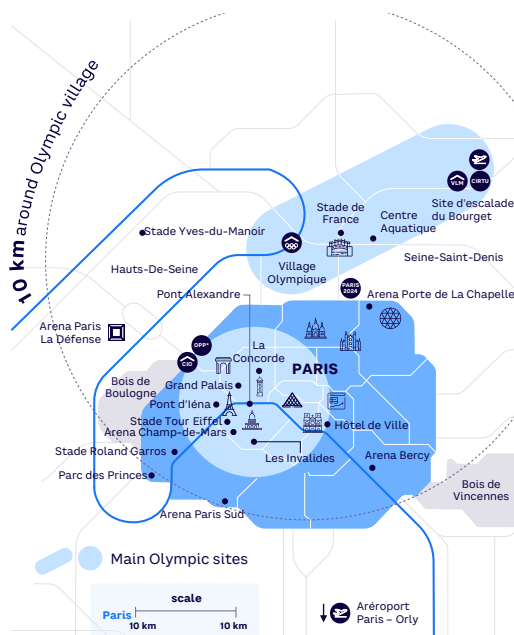 10 km around Olympic village
VLM
CIRTU
Site d'escalade
du Bourget
Stade de
France
Centre
Aquatique
Stade Yves-du-Manoir
Seine-Saint-Denis
Hauts-De-Seine
Village
Olympique
PARIS
2024
Pont Alexandre
Arena Porte de La Chapelle
Arena Paris
La Défense
OPP*
CIO
La
Concorde
PARIS
Bois de
Boulogne
Grand Palais
Pont d'Iéna
Stade Tour Eiffel
Arena Champ-de-Mars
Hôtel de Ville
Stade Roland Garros
Les Invalides
Arena Bercy
Parc des Princes
Bois de
Vincennes
Arena Paris Sud
Main Olympic sites
scale
Paris
10 km
10 km
Aréroport
Paris – Orly